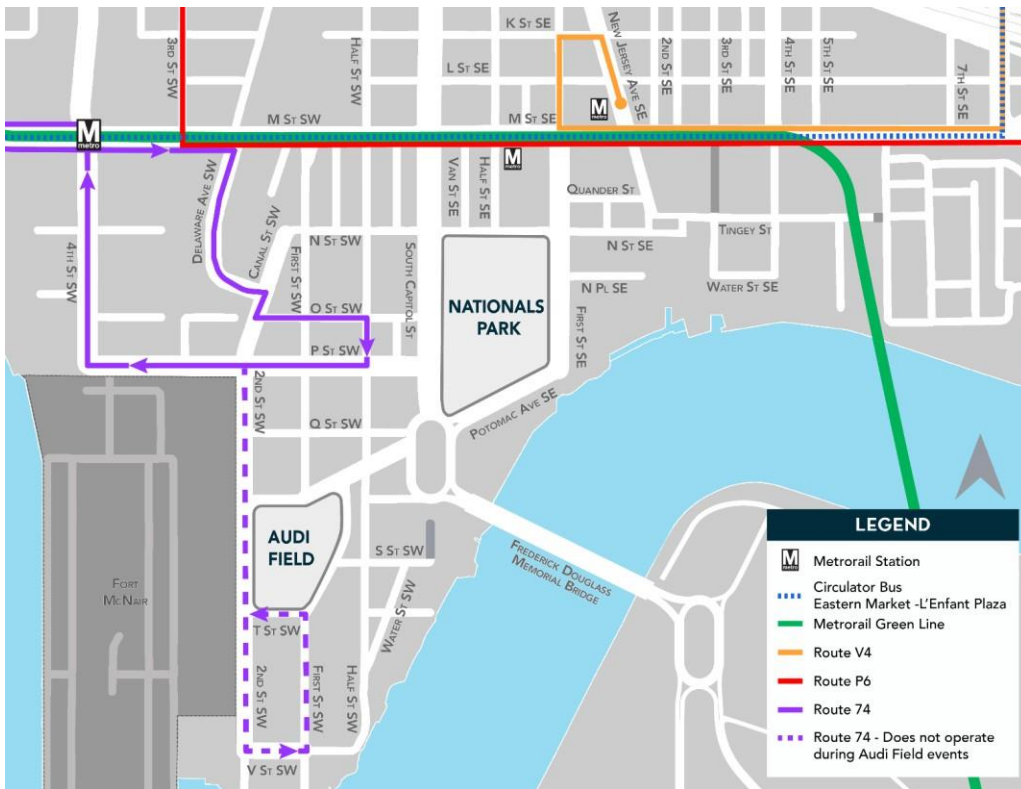 K ST SE
3RD ST SW
HALF ST SW
L ST SE
NEW JERSEY AVE SE
2ND ST SE
3RD ST SE
4TH ST SE
5TH ST SE
7TH ST SE
M
metro
M
metro
M ST SW
M ST SE
M
metro
DELAWARE AVE SW
VAN ST SE
HALF ST SE
QUANDER ST
4TH ST SW
CANAL ST SW
N ST SW
FIRST ST SW
SOUTH CAPITOL ST
N ST SE
TINGEY ST
N PL SE
WATER ST SE
O ST SW
NATIONALS
PARK
FIRST ST SE
P ST SW
2ND ST SW
POTOMAC AVE SE
Q ST SW
AUDI
FIELD
S ST SW
FREDERICK DOUGLASS
MEMORIAL BRIDGE
FORT
MCNAIR
WATER ST SW
T ST SW
2ND ST SW
FIRST ST SW
HALF ST SW
V ST SW
LEGEND
M
metro
Metrorail Station
Circulator Bus
Eastern Market -L'Enfant Plaza
Metrorail Green Line
Route V4
Route P6
Route 74
Route 74 - Does not operate
during Audi Field events